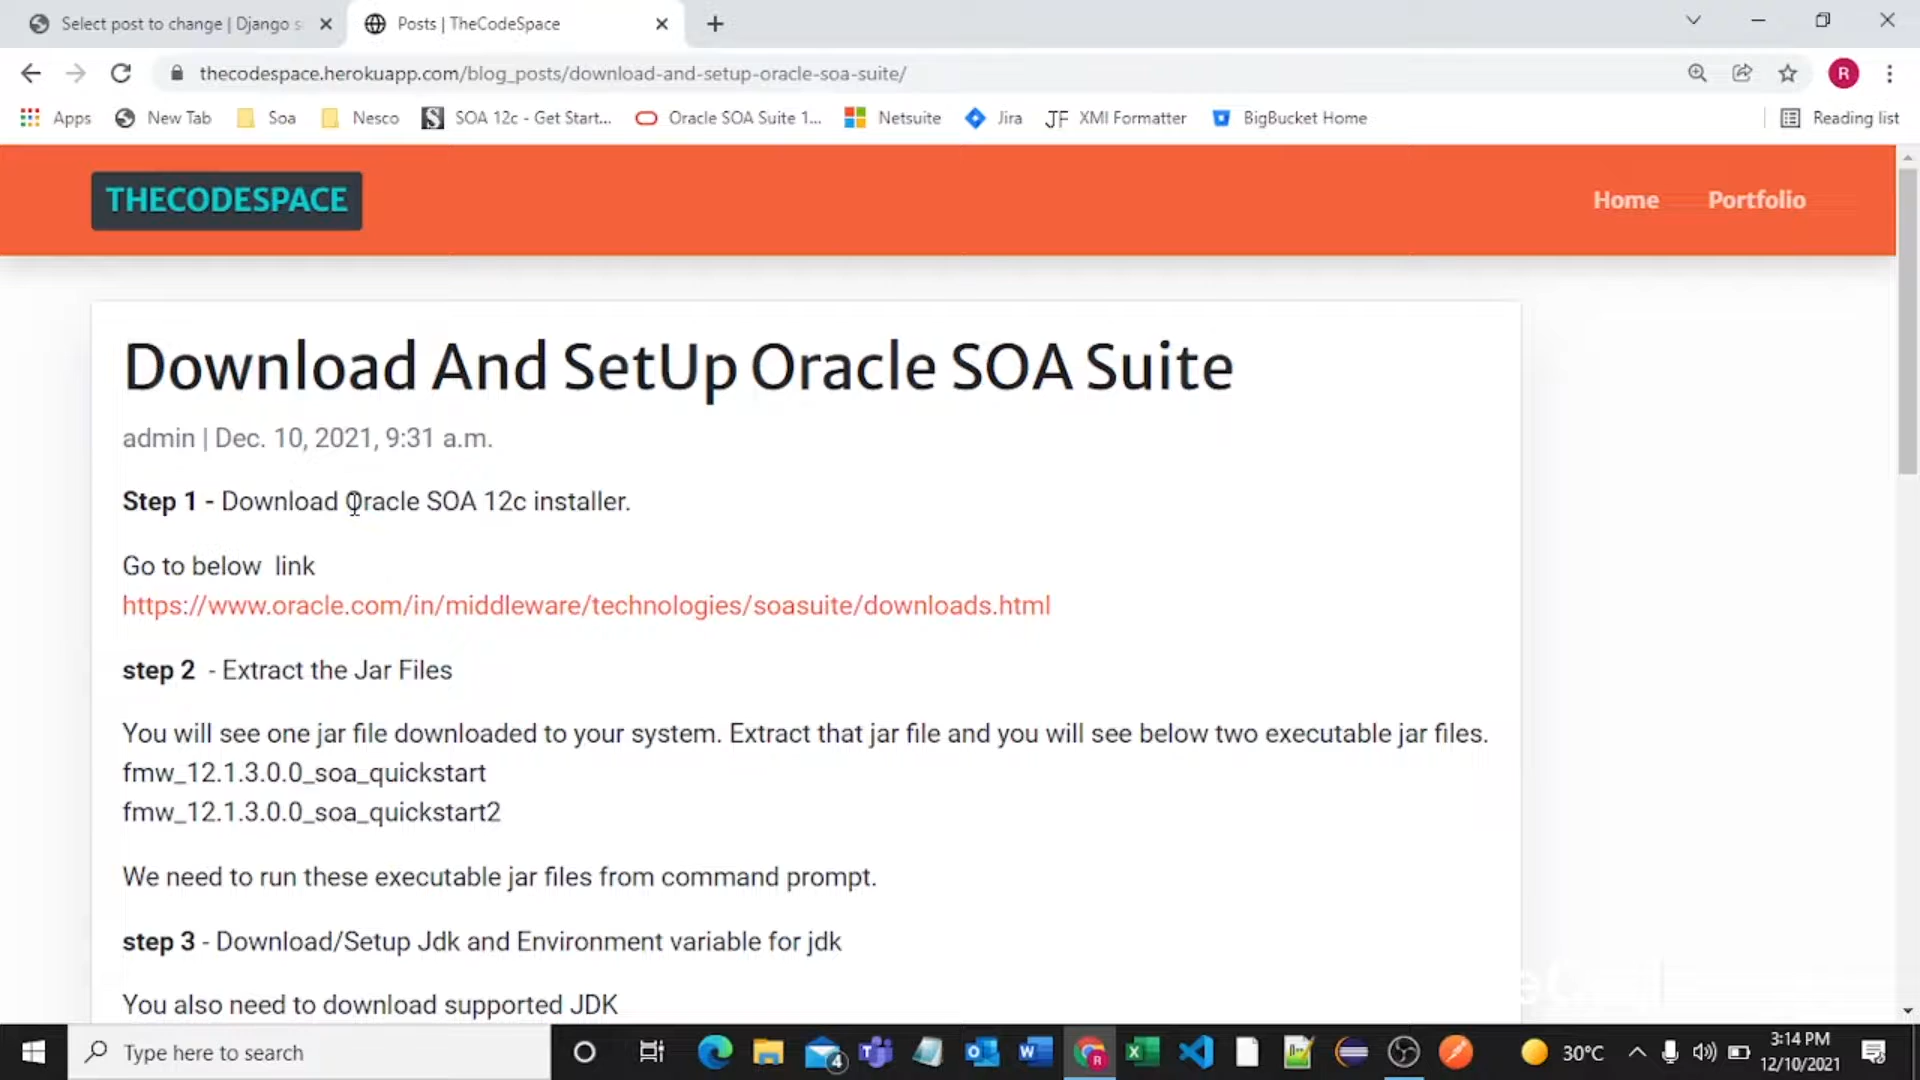 Select post to change | Django s
Posts | TheCodeSpace
thecodespace.herokuapp.com/blog_posts/download-and-setup-oracle-soa-suite/
R
Apps
New Tab
Soa
Nesco
SOA 12c - Get Start...
Oracle SOA Suite 1...
Netsuite
Jira
JF XMI Formatter
BigBucket Home
Reading list
THECODESPACE
Home
Portfolio
Download And SetUp Oracle SOA Suite
admin | Dec. 10, 2021, 9:31 a.m.
Step 1 - Download Oracle SOA 12c installer.
Go to below link
https://www.oracle.com/in/middleware/technologies/soasuite/downloads.html
step 2 - Extract the Jar Files
You will see one jar file downloaded to your system. Extract that jar file and you will see below two executable jar files.
fmw_12.1.3.0.0_soa_quickstart
fmw_12.1.3.0.0_soa_quickstart2
We need to run these executable jar files from command prompt.
step 3 - Download/Setup Jdk and Environment variable for jdk
You also need to download supported JDK
Type here to search
4
30°C
3:14 PM
12/10/2021